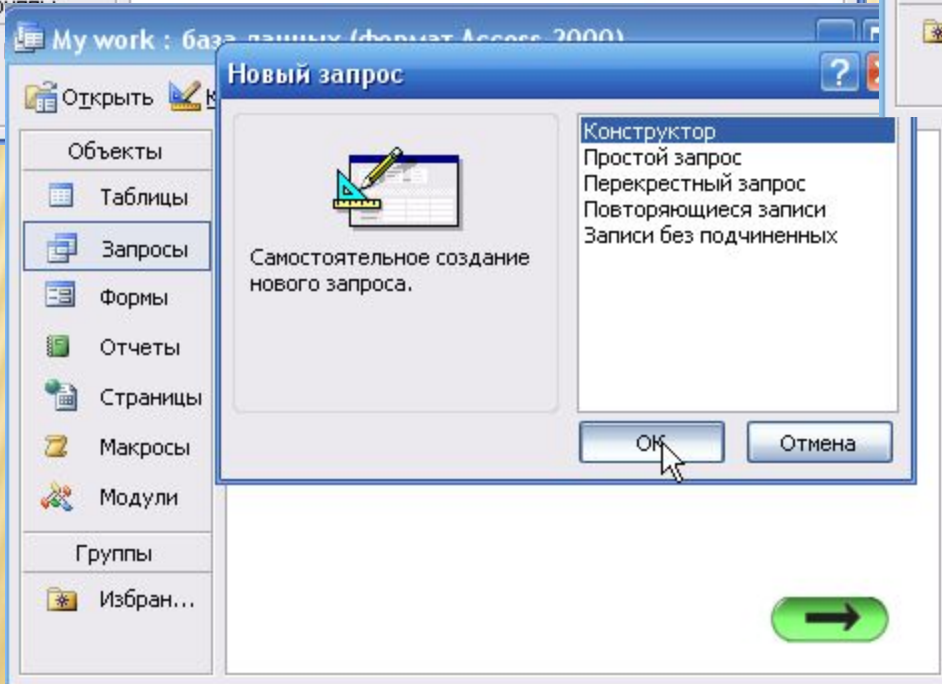 My work : база данных (формат Access 2000)
Открыть
Новый запрос
Объекты
Таблицы
Запросы
Формы
Отчеты
Страницы
Макросы
Модули
Группы
Избран...
Самостоятельное создание
нового запроса.
Конструктор
Простой запрос
Перекрестный запрос
Повторяющиеся записи
Записи без подчиненных
ОК
Отмена